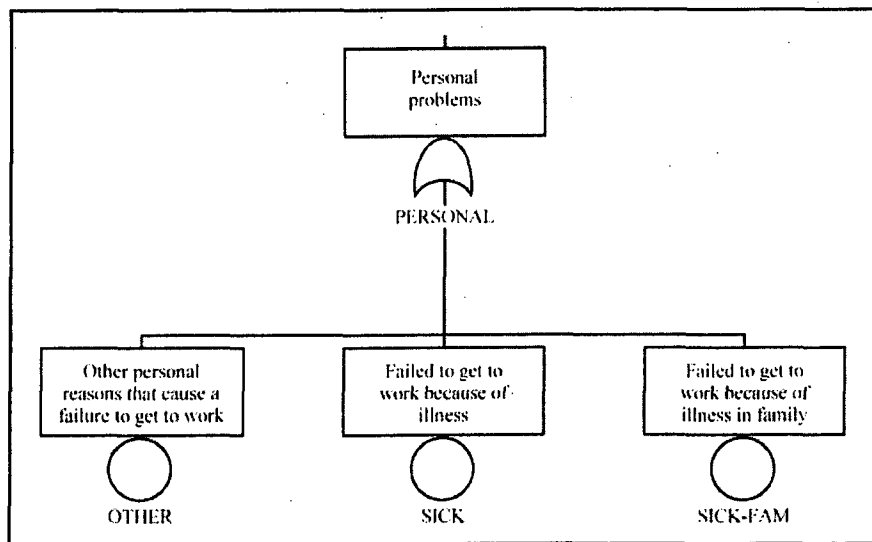 Personal
problems
PERSONAL
Other personal
reasons that cause a
failure to get to work
Failed to get to
work because of
illness
Failed to get to
work because of
illness in family
OTHER
SICK
SICK-FAM